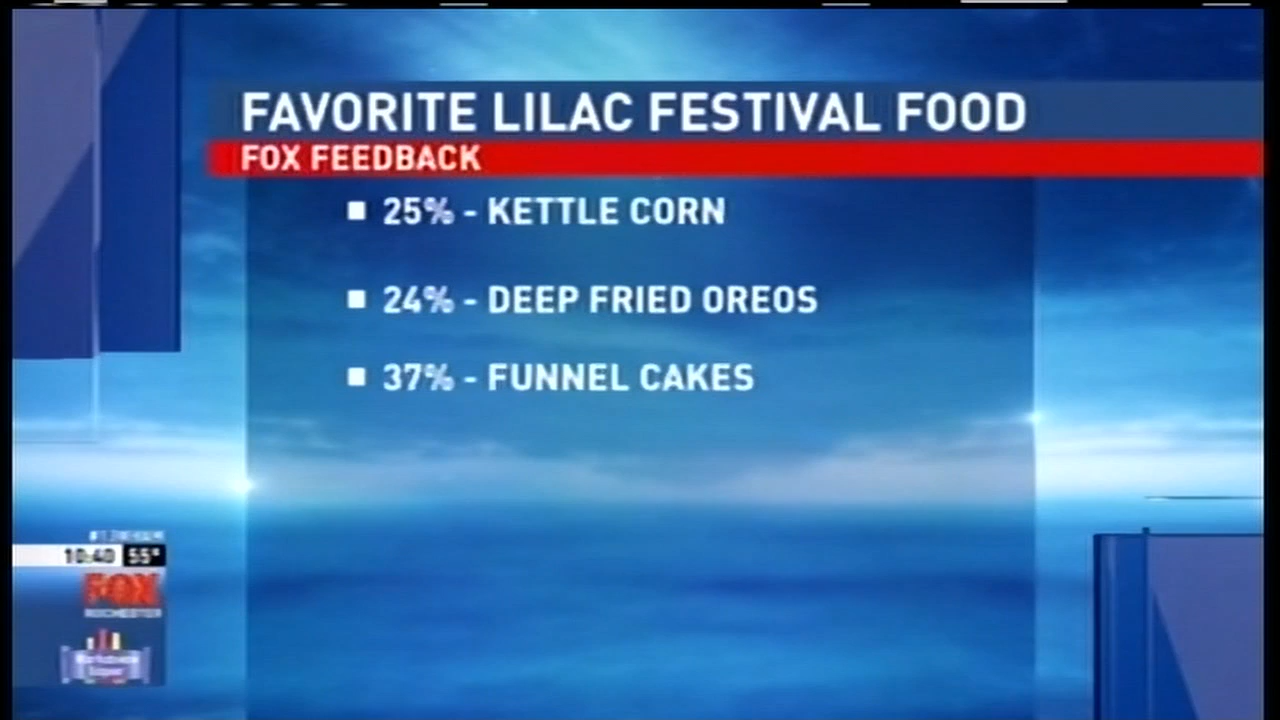 FAVORITE LILAC FESTIVAL FOOD
FOX FEEDBACK
25% - KETTLE CORN
24% - DEEP FRIED OREOS
37% - FUNNEL CAKES
10:40 55°
FOX
ROCHESTER